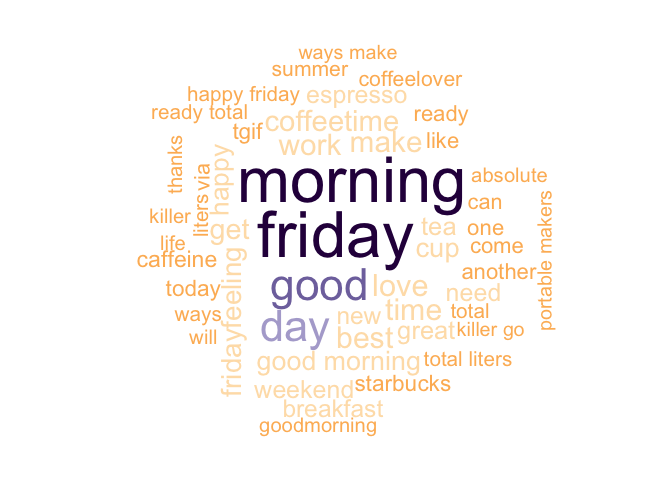 ways make
summer
coffeelover
happy friday
espresso
ready total
coffeetime
ready
tgif
work
make
like
thanks
via
happy
morning
absolute
killer
liters
get
friday
tea
can
one
portable makers
life
cup
come
caffeine
another
today
good
love
need
fridayfeeling
time
total
ways
day
new
great
killer go
will
best
good morning
total liters
weekend
starbucks
breakfast
goodmorning